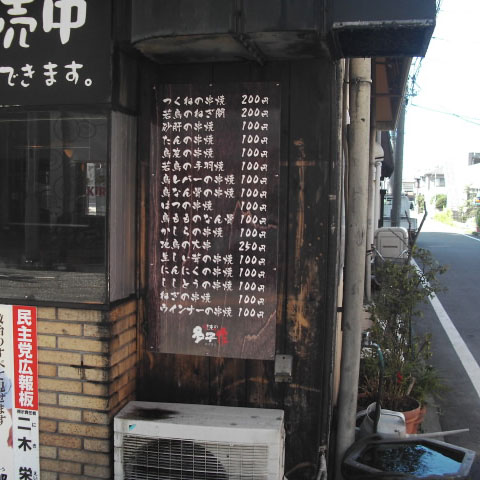 売中
できます。
つくねの串焼 200円
若鳥のねぎ間 200円
砂肝の串焼 100円
たんの串焼 100円
鳥皮の串焼 100円
若鳥の手羽焼 100円
鳥レバーの串焼 100円
鳥なん骨の串焼 100円
はつの串焼 100円
鳥もものなん骨 100円
かしらの串焼 100円
地鳥の大串 250円
生しい茸の串焼 100円
にんにくの串焼 100円
ししとうの串焼 100円
ねぎの串焼 100円
ウインナーの串焼 100円
民主党広報板
二木
にき